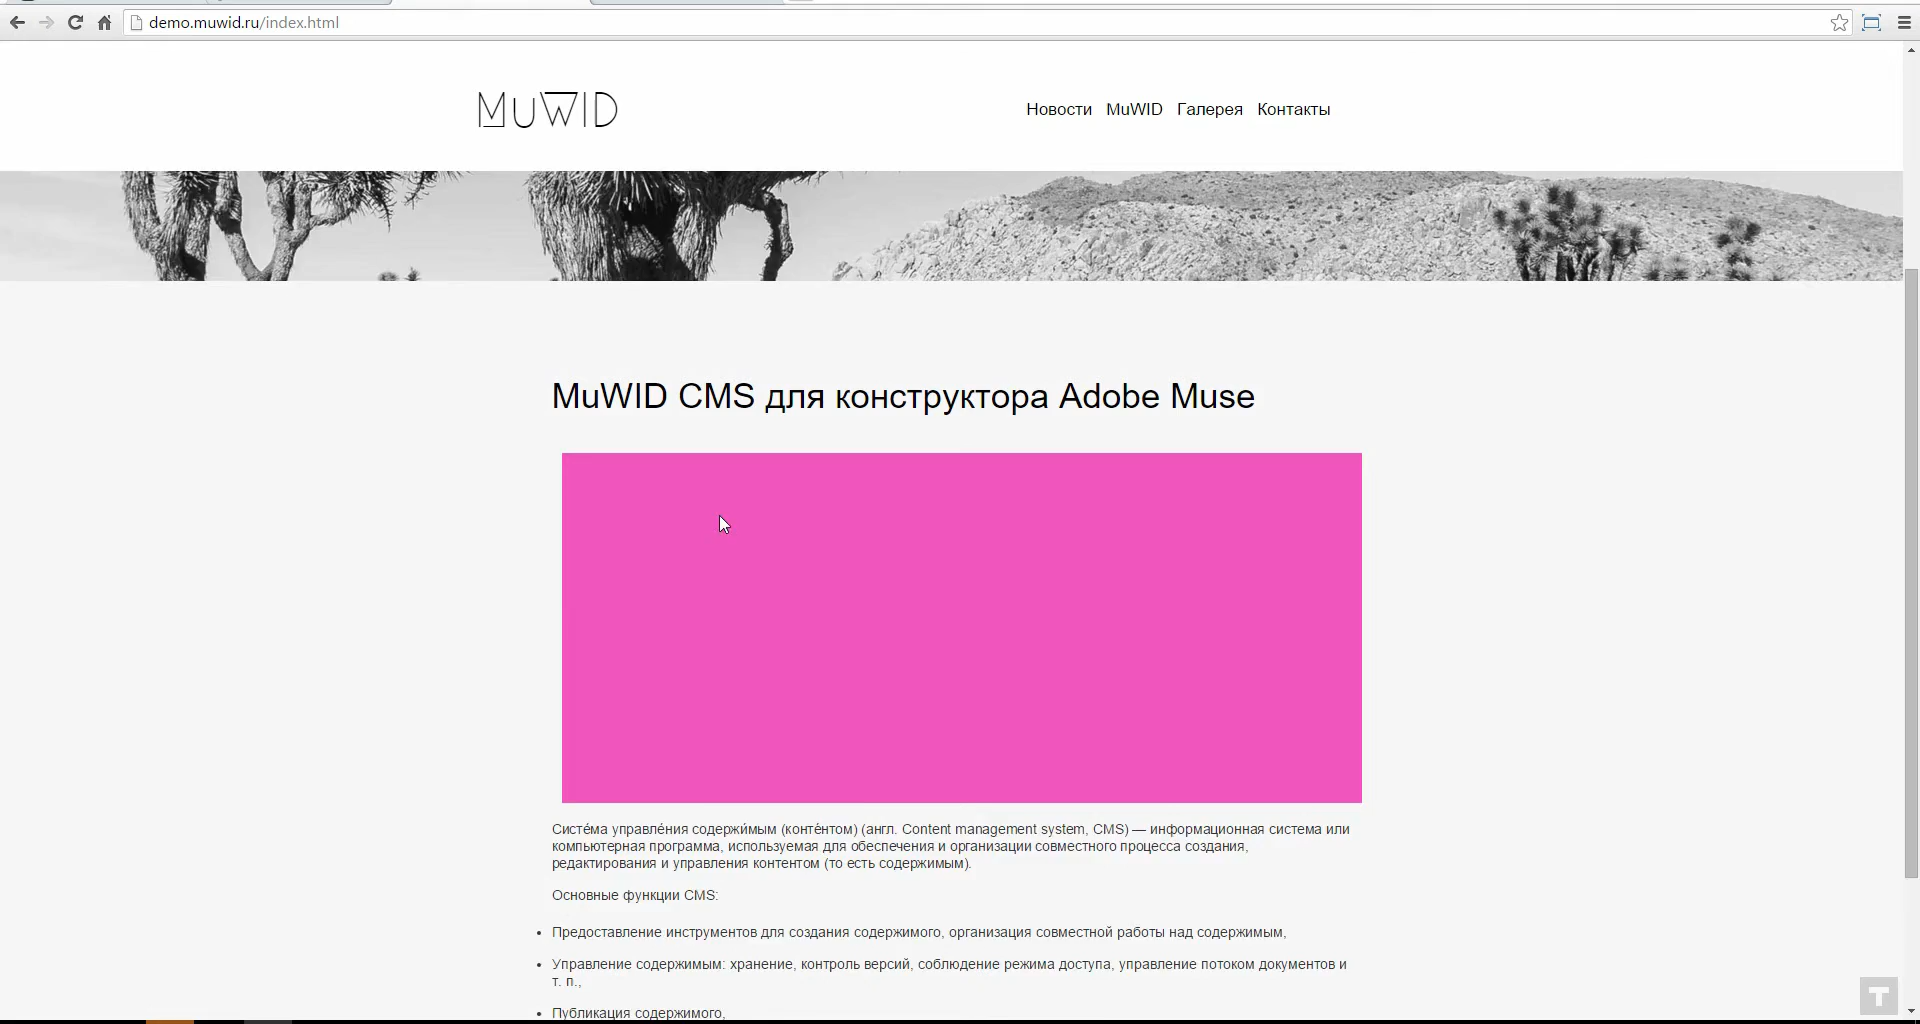 demo.muwid.ru/index.html
MuWID
Новости MuWID Галерея Контакты
MuWID CMS для конструктора Adobe Muse
Систе́ма управле́ния содержи́мым (конте́нтом) (англ. Content management system, CMS) — информационная система или
компьютерная программа, используемая для обеспечения и организации совместного процесса создания,
редактирования и управления контентом (то есть содержимым).
Основные функции CMS:
• Предоставление инструментов для создания содержимого, организация совместной работы над содержимым,
• Управление содержимым: хранение, контроль версий, соблюдение режима доступа, управление потоком документов и
т. п.,
• Публикация содержимого,
T